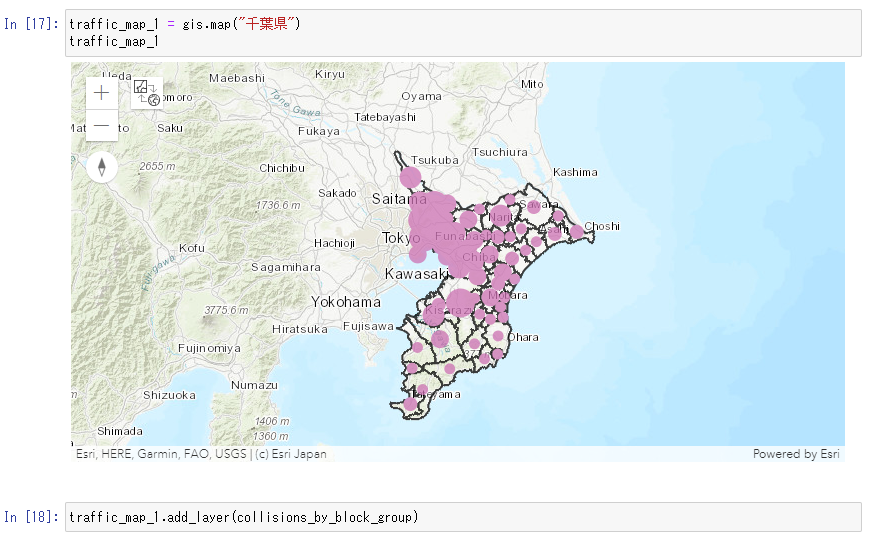 In [17]:
traffic_map_1 = gis.map("千葉県")
traffic_map_1
Ueda
Maebashi
Kiryu
Mito
Oyama
Tone Gawa
Tatebayashi
Saku
Fukaya
Tsukuba
Tsuchiura
2655 m
Chichibu
Kashima
Sakado
Saitama
1736.6 m
Sawara
Narita
Choshi
Tokyo
Funabashi
Asahi
Hachioji
Kofu
Chiba
Fujigawa
Sagamihara
Kawasaki
Mobara
Yokohama
Kisarazu
3775.6 m
Hiratsuka
Fujisawa
Ohara
Fujinomiya
Numazu
Shizuoka
Tateyama
1406 m
Shimada
1360 m
Esri, HERE, Garmin, FAO, USGS | (c) Esri Japan
Powered by Esri
In [18]:
traffic_map_1.add_layer(collisions_by_block_group)